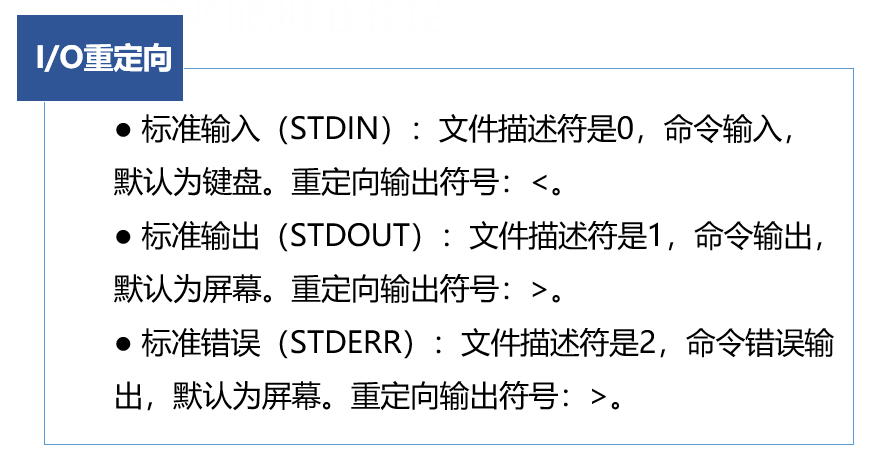 I/O重定向
● 标准输入（STDIN）：文件描述符是0，命令输入，
默认为键盘。重定向输出符号：<。
● 标准输出（STDOUT）：文件描述符是1，命令输出，
默认为屏幕。重定向输出符号：>。
● 标准错误（STDERR）：文件描述符是2，命令错误输
出，默认为屏幕。重定向输出符号：>。